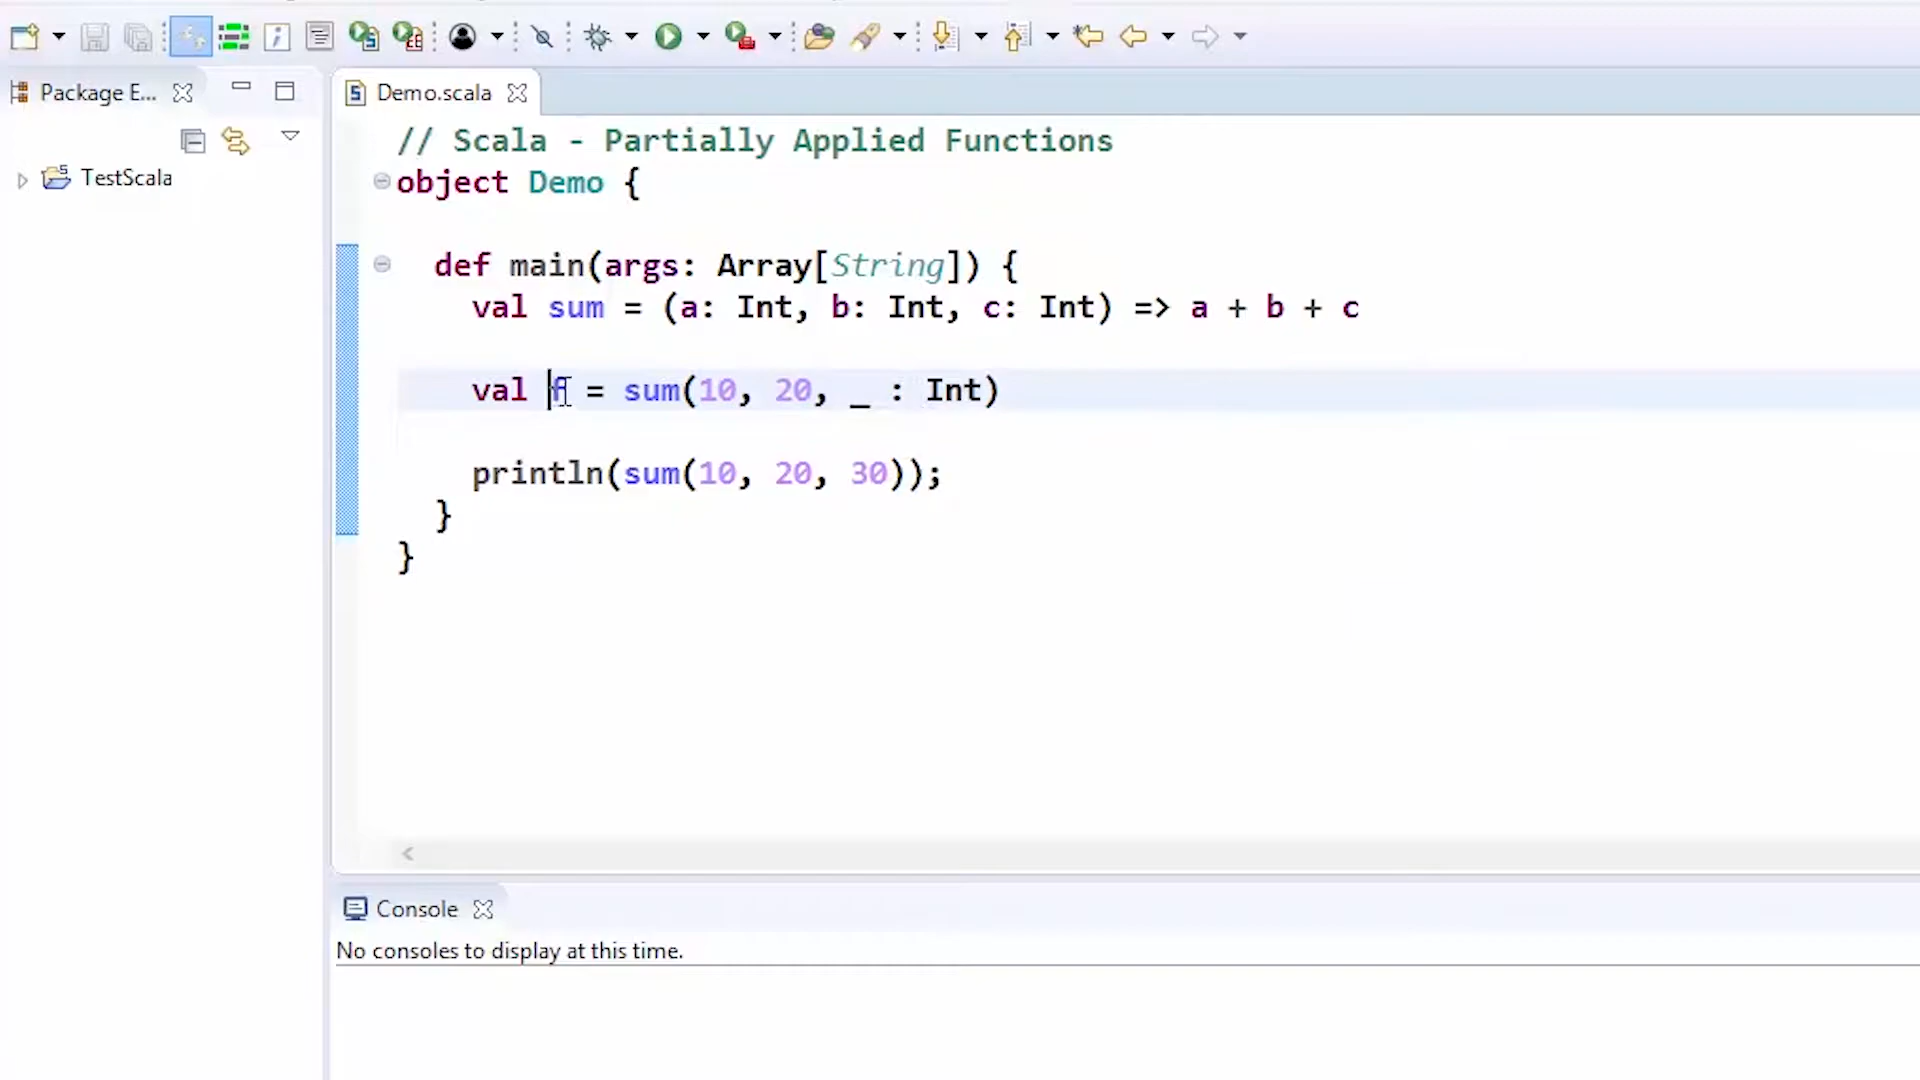 Package E...
TestScala
Demo.scala
// Scala - Partially Applied Functions
object Demo {
def main(args: Array[String]) {
val sum = (a: Int, b: Int, c: Int) => a + b + c
val f = sum(10, 20, _ : Int)
println(sum(10, 20, 30));
}
}
Console
No consoles to display at this time.